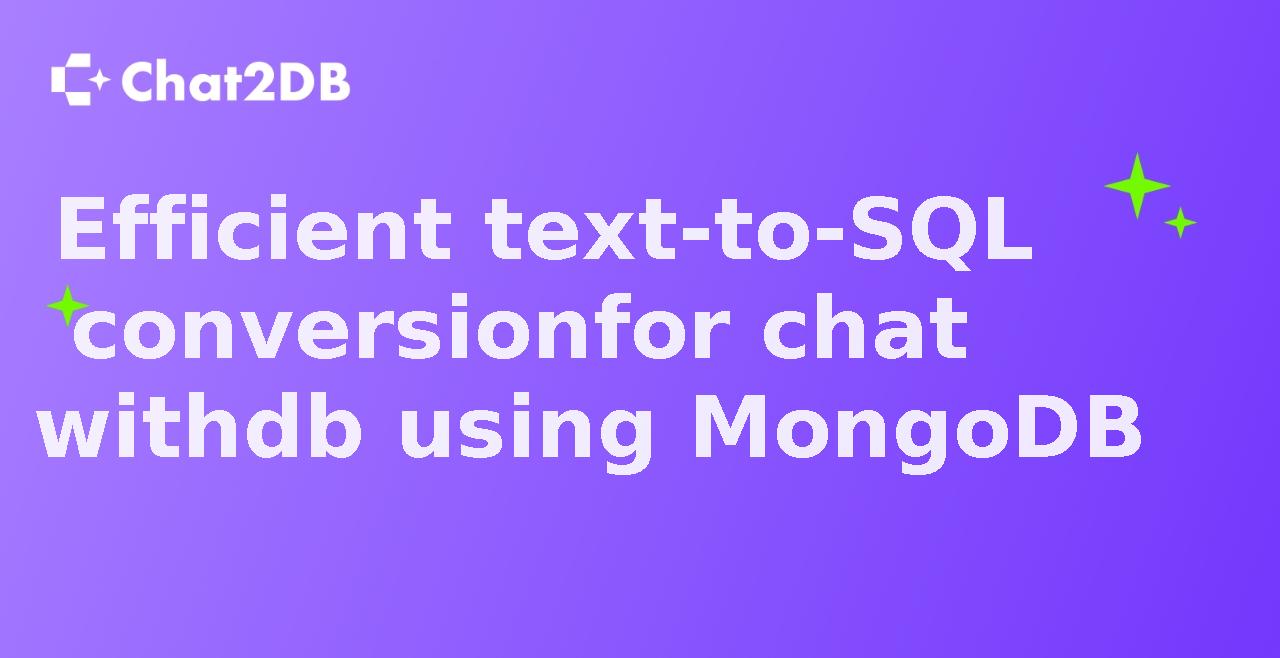 Chat2DB
Efficient text-to-SQL
conversionfor chat
withdb using MongoDB